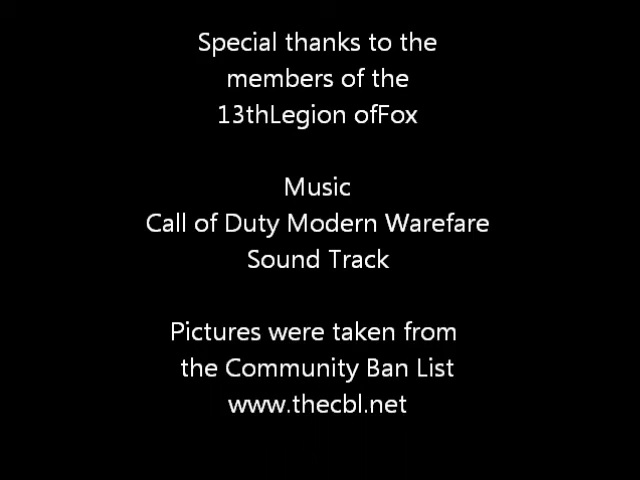 Special thanks to the
members of the
13thLegion ofFox
Music
Call of Duty Modern Warefare
Sound Track
Pictures were taken from
the Community Ban List
www.thecbl.net